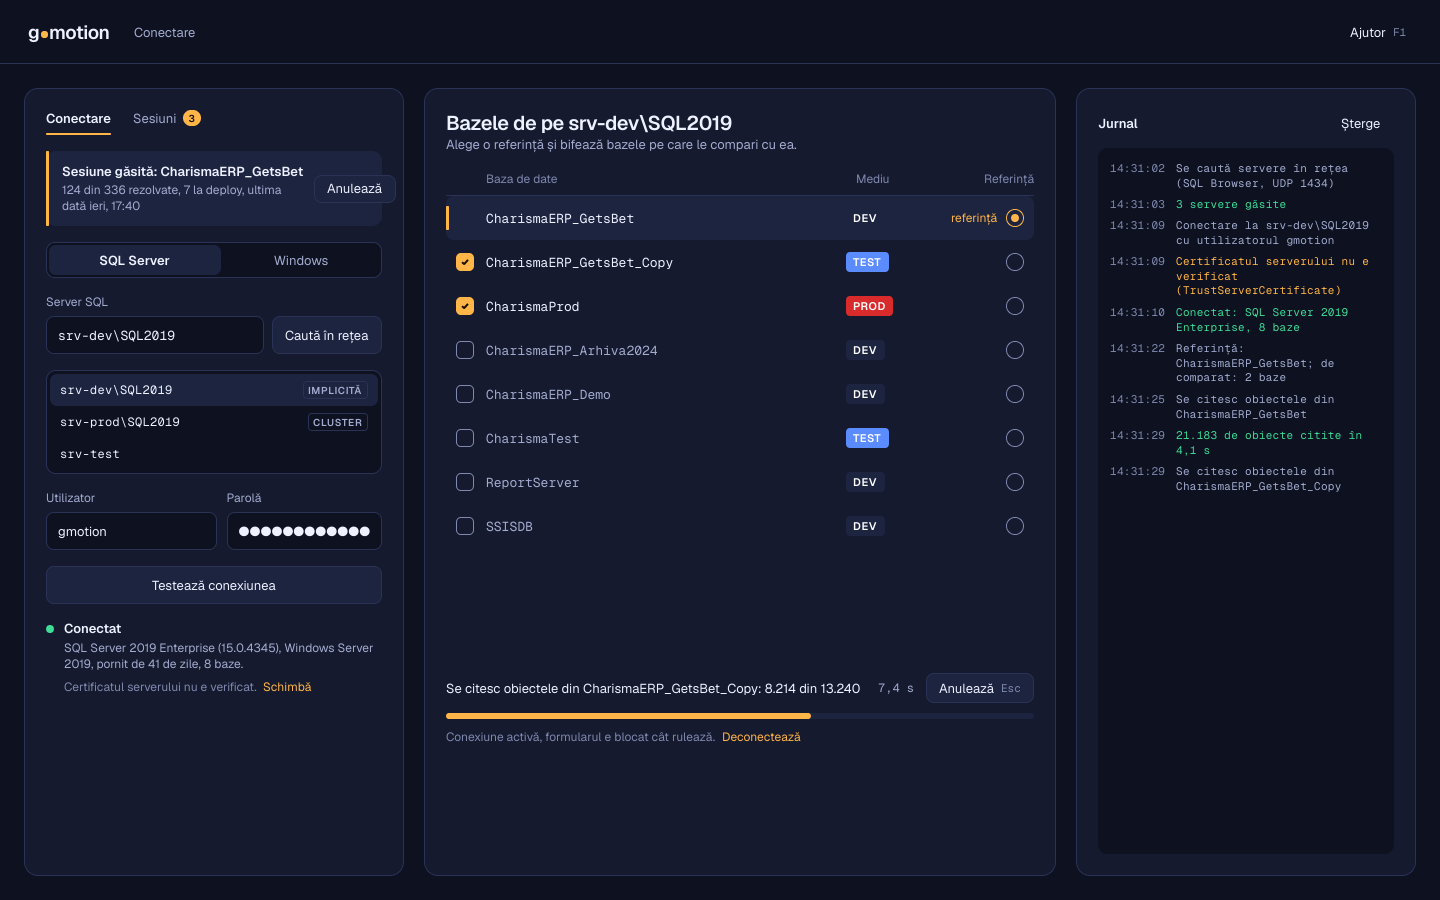 gmotion
Conectare
Ajutor F1
Conectare
Sesiuni 3
Sesiune găsită: CharismaERP_GetsBet
124 din 336 rezolvate, 7 la deploy, ultima
dată ieri, 17:40
Anulează
SQL Server
Windows
Server SQL
srv-dev\SQL2019
Caută în rețea
srv-dev\SQL2019 IMPLICITĂ
srv-prod\SQL2019 CLUSTER
srv-test
Utilizator
Parolă
gmotion
●●●●●●●●●●●●
Testează conexiunea
Conectat
SQL Server 2019 Enterprise (15.0.4345), Windows Server
2019, pornit de 41 de zile, 8 baze.
Certificatul serverului nu e verificat. Schimbă
Bazele de pe srv-dev\SQL2019
Alege o referință și bifează bazele pe care le compari cu ea.
Baza de date Mediu Referință
CharismaERP_GetsBet DEV referință
CharismaERP_GetsBet_Copy TEST
CharismaProd PROD
CharismaERP_Arhiva2024 DEV
CharismaERP_Demo DEV
CharismaTest TEST
ReportServer DEV
SSISDB DEV
Se citesc obiectele din CharismaERP_GetsBet_Copy: 8.214 din 13.240 7,4 s Anulează Esc
Conexiune activă, formularul e blocat cât rulează. Deconectează
Jurnal
Șterge
14:31:02 Se caută servere în rețea
(SQL Browser, UDP 1434)
14:31:03 3 servere găsite
14:31:09 Conectare la srv-dev\SQL2019
cu utilizatorul gmotion
14:31:09 Certificatul serverului nu e
verificat
(TrustServerCertificate)
14:31:10 Conectat: SQL Server 2019
Enterprise, 8 baze
14:31:22 Referință:
CharismaERP_GetsBet; de
comparat: 2 baze
14:31:25 Se citesc obiectele din
CharismaERP_GetsBet
14:31:29 21.183 de obiecte citite în
4,1 s
14:31:29 Se citesc obiectele din
CharismaERP_GetsBet_Copy